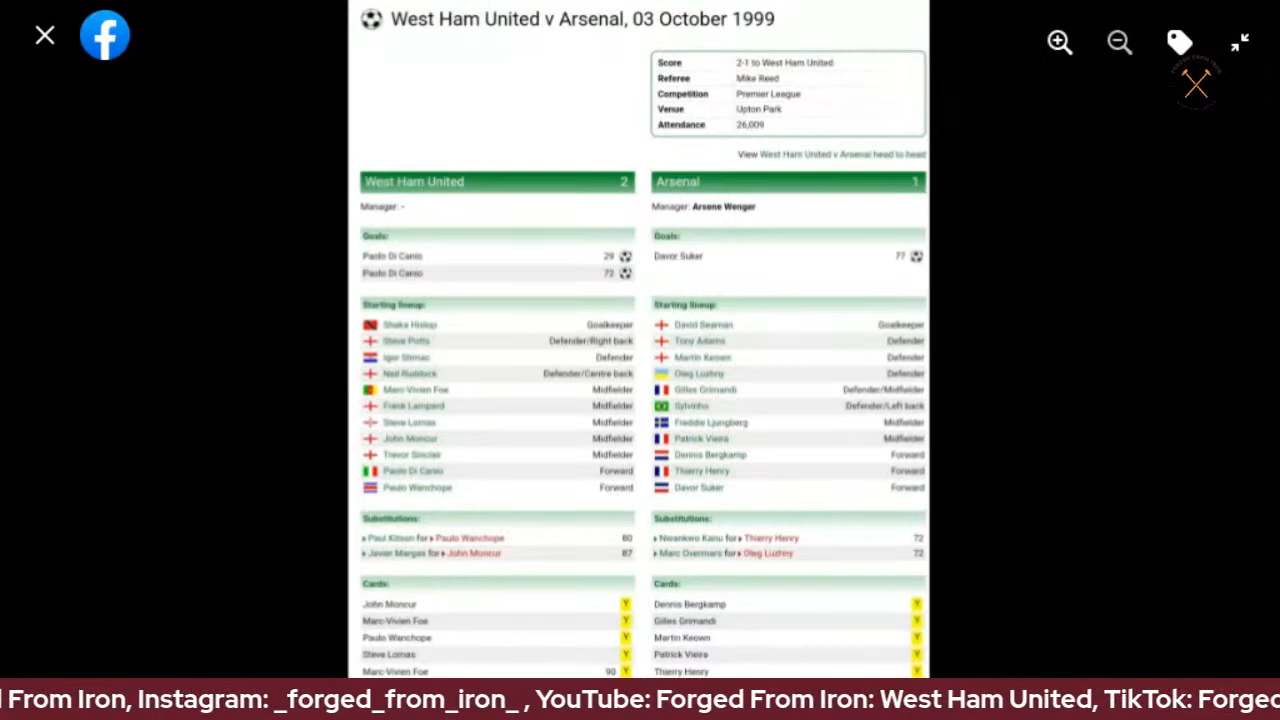 West Ham United v Arsenal, 03 October 1999
Score 2-1 to West Ham United
Referee Mike Reed
Competition Premier League
Venue Upton Park
Attendance 26,009
View West Ham United v Arsenal head to head
West Ham United 2
Manager: -
Goals:
Paolo Di Canio 29
Paolo Di Canio 72
Starting lineup:
Shaka Hislop Goalkeeper
Steve Potts Defender/Right back
Igor Stimac Defender
Neil Ruddock Defender/Centre back
Marc-Vivien Foe Midfielder
Frank Lampard Midfielder
Steve Lomas Midfielder
John Moncur Midfielder
Trevor Sinclair Midfielder
Paolo Di Canio Forward
Paulo Wanchope Forward
Substitutions:
Paul Kitson for Paulo Wanchope 80
Javier Margas for John Moncur 87
Cards:
John Moncur Y
Marc-Vivien Foe Y
Paulo Wanchope Y
Steve Lomas Y
Marc-Vivien Foe 90 Y
Arsenal 1
Manager: Arsene Wenger
Goals:
Davor Suker 77
Starting lineup:
David Seaman Goalkeeper
Tony Adams Defender
Martin Keown Defender
Oleg Luzhny Defender
Gilles Grimandi Defender/Midfielder
Sylvinho Defender/Left back
Freddie Ljungberg Midfielder
Patrick Vieira Midfielder
Dennis Bergkamp Forward
Thierry Henry Forward
Davor Suker Forward
Substitutions:
Nwankwo Kanu for Thierry Henry 72
Marc Overmars for Oleg Luzhny 72
Cards:
Dennis Bergkamp Y
Gilles Grimandi Y
Martin Keown Y
Patrick Vieira Y
Thierry Henry
From Iron, Instagram: _forged_from_iron_ , YouTube: Forged From Iron: West Ham United, TikTok: Forged